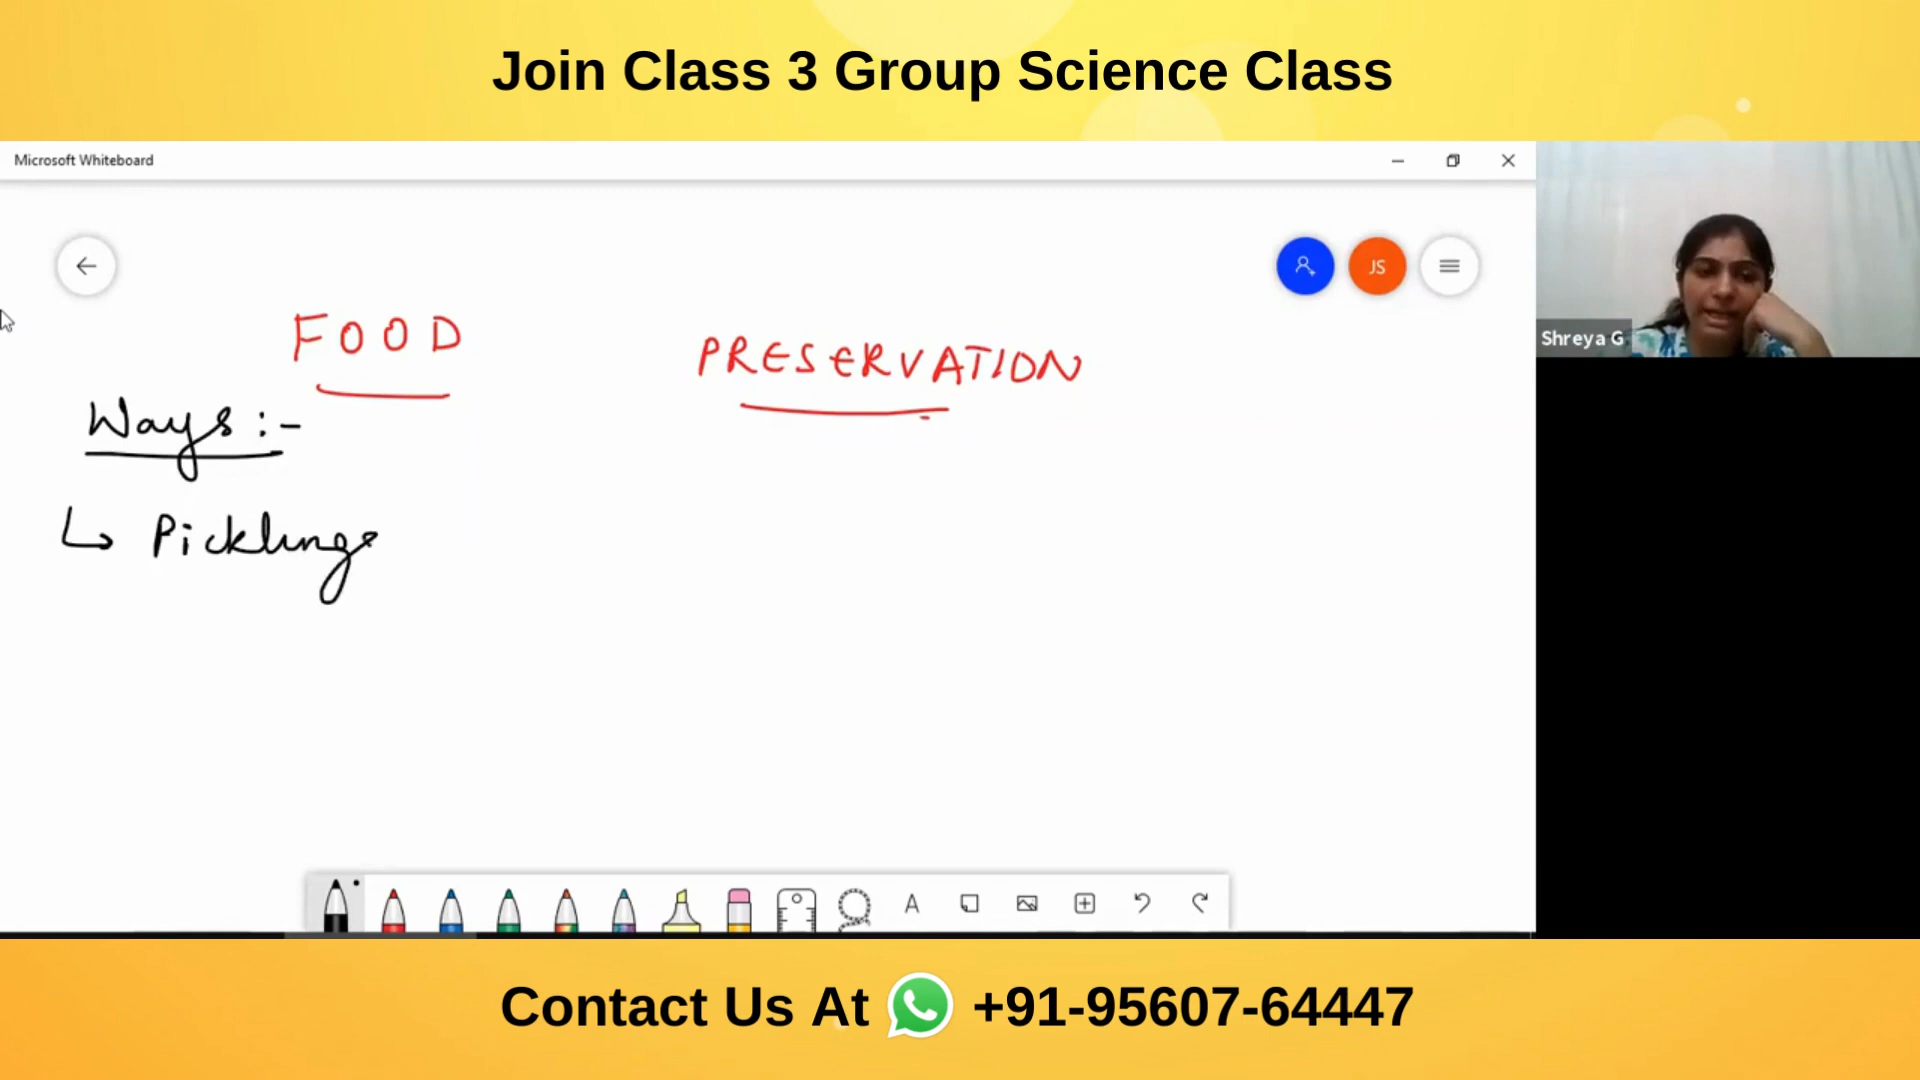 Join Class 3 Group Science Class
Microsoft Whiteboard
JS
Shreya G
FOOD PRESERVATION
Ways :-
↳ Pickling
A
Contact Us At +91-95607-64447